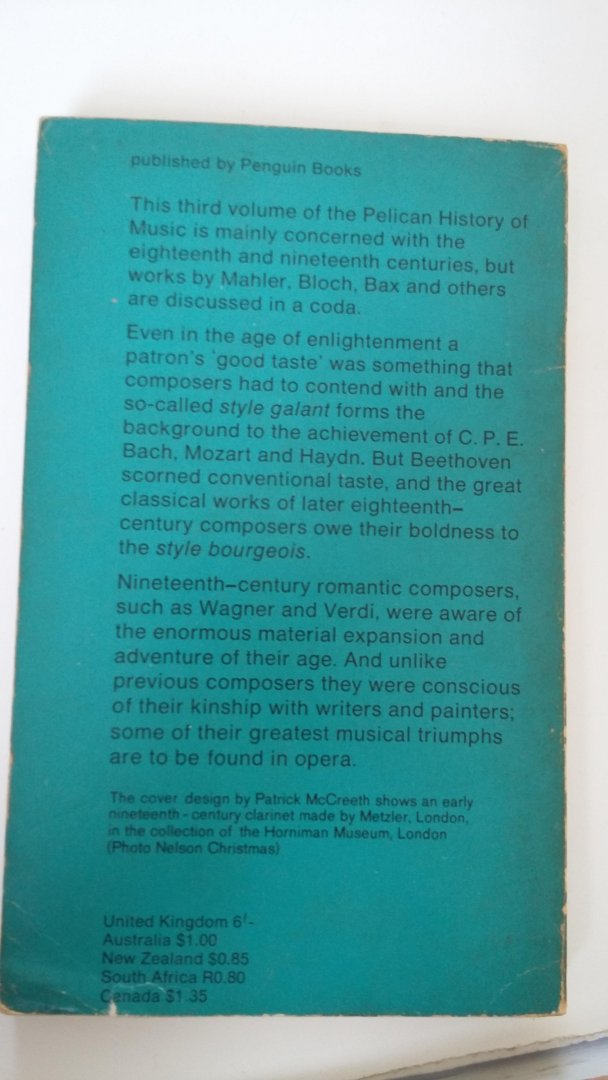 published by Penguin Books
This third volume of the Pelican History of
Music is mainly concerned with the
eighteenth and nineteenth centuries, but
works by Mahler, Bloch, Bax and others
are discussed in a coda.
Even in the age of enlightenment a
patron's 'good taste' was something that
composers had to contend with and the
so-called style galant forms the
background to the achievement of C. P. E.
Bach, Mozart and Haydn. But Beethoven
scorned conventional taste, and the great
classical works of later eighteenth–
century composers owe their boldness to
the style bourgeois.
Nineteenth–century romantic composers,
such as Wagner and Verdi, were aware of
the enormous material expansion and
adventure of their age. And unlike
previous composers they were conscious
of their kinship with writers and painters;
some of their greatest musical triumphs
are to be found in opera.
The cover design by Patrick McCreeth shows an early
nineteenth-century clarinet made by Metzler, London,
in the collection of the Horniman Museum, London
(Photo Nelson Christmas)
United Kingdom 6/-
Australia $1.00
New Zealand $0.85
South Africa R0.80
Canada $1.35